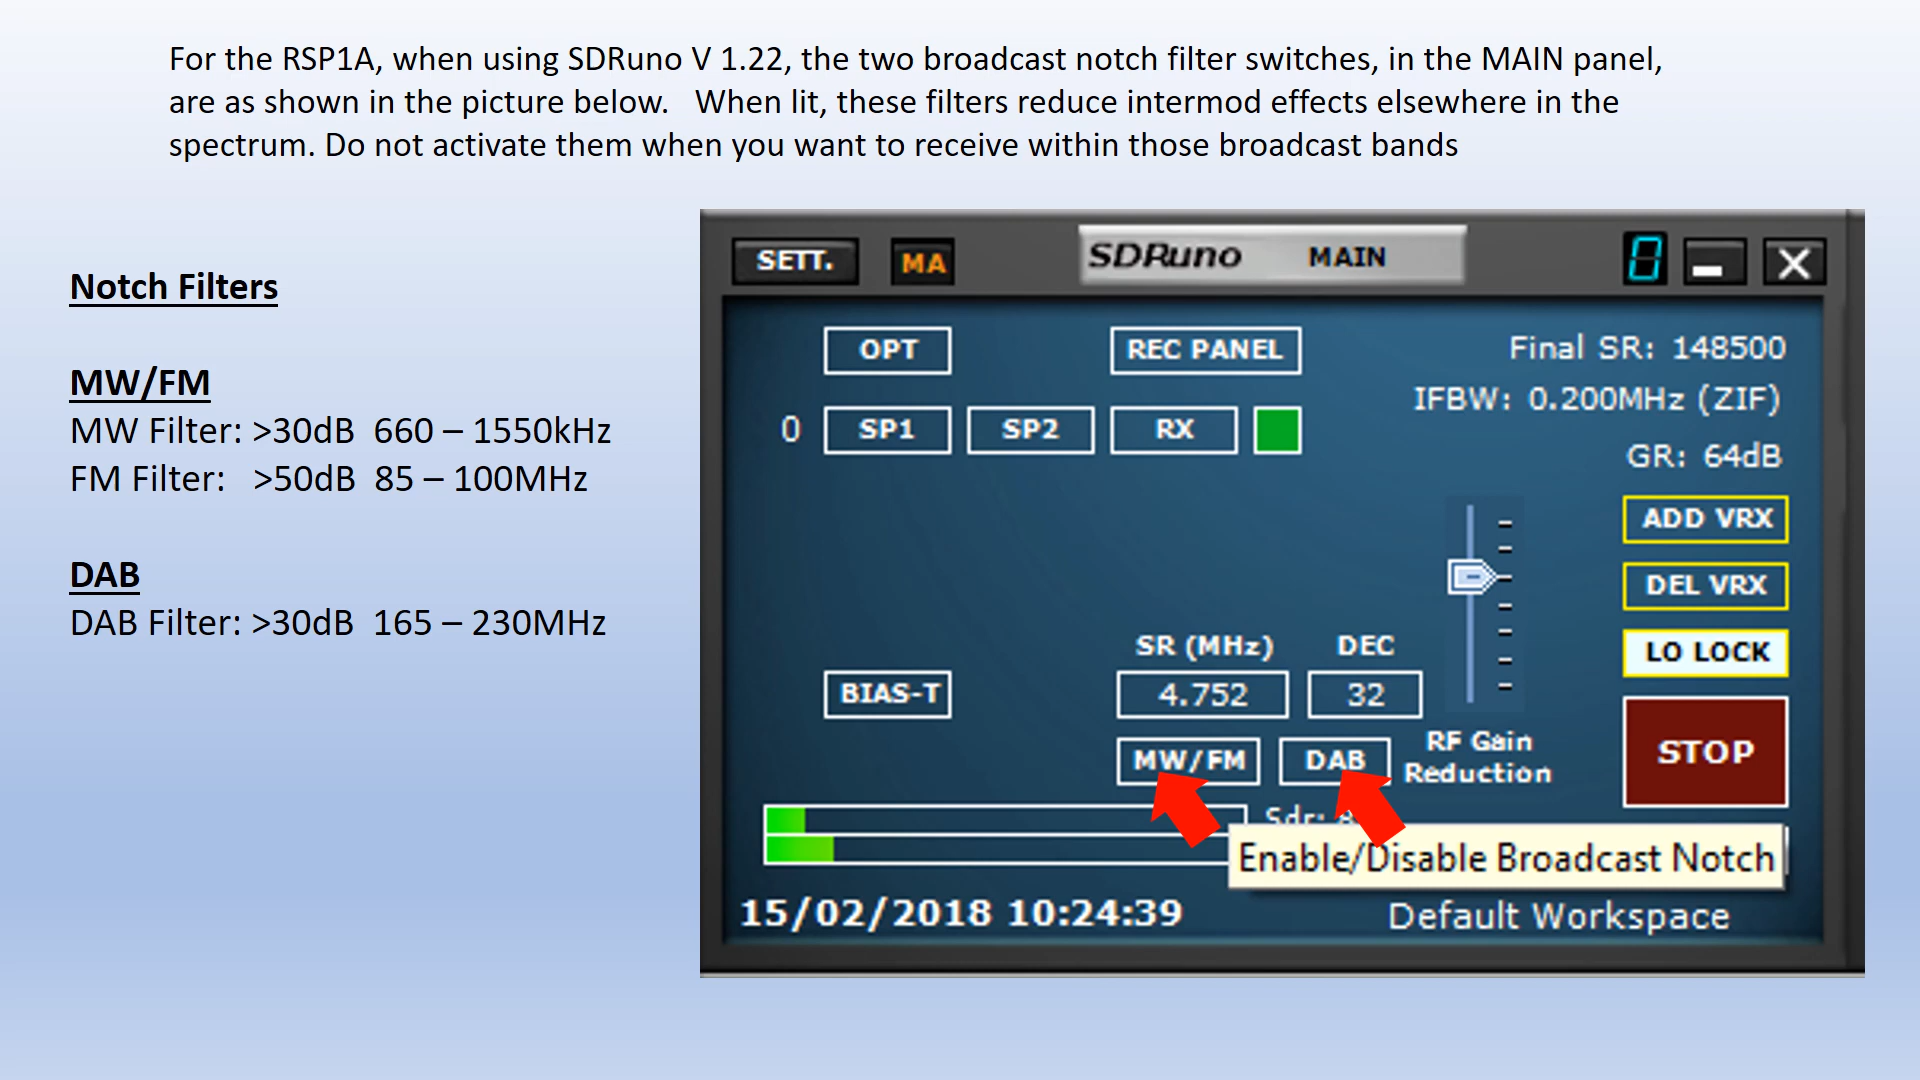 For the RSP1A, when using SDRuno V 1.22, the two broadcast notch filter switches, in the MAIN panel,
are as shown in the picture below.   When lit, these filters reduce intermod effects elsewhere in the
spectrum. Do not activate them when you want to receive within those broadcast bands
Notch Filters
MW/FM
MW Filter: >30dB  660 – 1550kHz
FM Filter:   >50dB  85 – 100MHz
DAB
DAB Filter: >30dB  165 – 230MHz
SETT. MA SDRuno MAIN 0
OPT REC PANEL Final SR: 148500
IFBW: 0.200MHz (ZIF)
0 SP1 SP2 RX
GR: 64dB
ADD VRX
DEL VRX
SR (MHz) DEC LO LOCK
BIAS-T 4.752 32
MW/FM DAB RF Gain STOP
Reduction
Sdr:
Enable/Disable Broadcast Notch
15/02/2018 10:24:39 Default Workspace